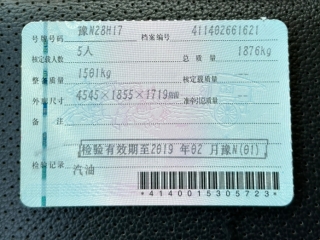 号牌号码 豫N28H17 档案编号 411402661621
核定载人数 5人 总质量 1876kg
整备质量 1501kg 核定载质量 --
外廓尺寸 4545×1855×1719mm 准牵引总质量 --
备注
检验有效期至2019年02月豫N(01)
检验记录 汽油
*4140015305723*